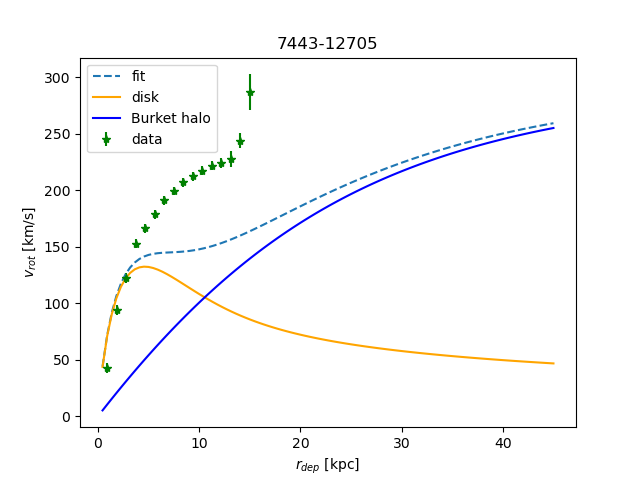 7443-12705
fit
disk
Burket halo
data
300
250
200
150
100
50
0
v_rot [km/s]
0 10 20 30 40
r_dep [kpc]